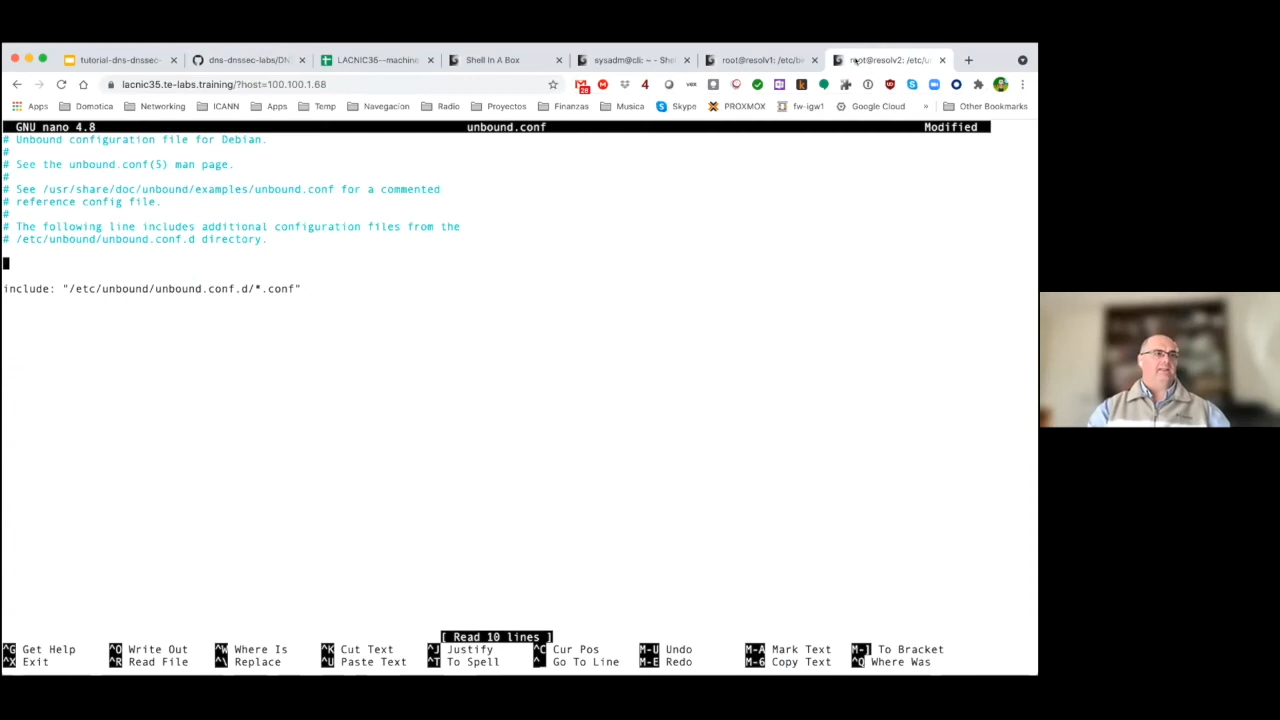 tutorial-dns-dnssec-
dns-dnssec-labs/DN
LACNIC35--machine
Shell In A Box
sysadm@cli: ~ - She
root@resolv1: /etc/bi
root@resolv2: /etc/u
lacnic35.te-labs.training/?host=100.100.1.68
Apps
Domotica
Networking
ICANN
Apps
Temp
Navegacion
Radio
Proyectos
Finanzas
Musica
Skype
PROXMOX
fw-igw1
Google Cloud
»
Other Bookmarks
GNU nano 4.8 unbound.conf Modified
# Unbound configuration file for Debian.
#
# See the unbound.conf(5) man page.
#
# See /usr/share/doc/unbound/examples/unbound.conf for a commented
# reference config file.
#
# The following line includes additional configuration files from the
# /etc/unbound/unbound.conf.d directory.
include: "/etc/unbound/unbound.conf.d/*.conf"
[ Read 10 lines ]
^G Get Help ^O Write Out ^W Where Is ^K Cut Text ^J Justify ^C Cur Pos M-U Undo M-A Mark Text M-] To Bracket
^X Exit ^R Read File ^\ Replace ^U Paste Text ^T To Spell ^_ Go To Line M-E Redo M-6 Copy Text ^Q Where Was